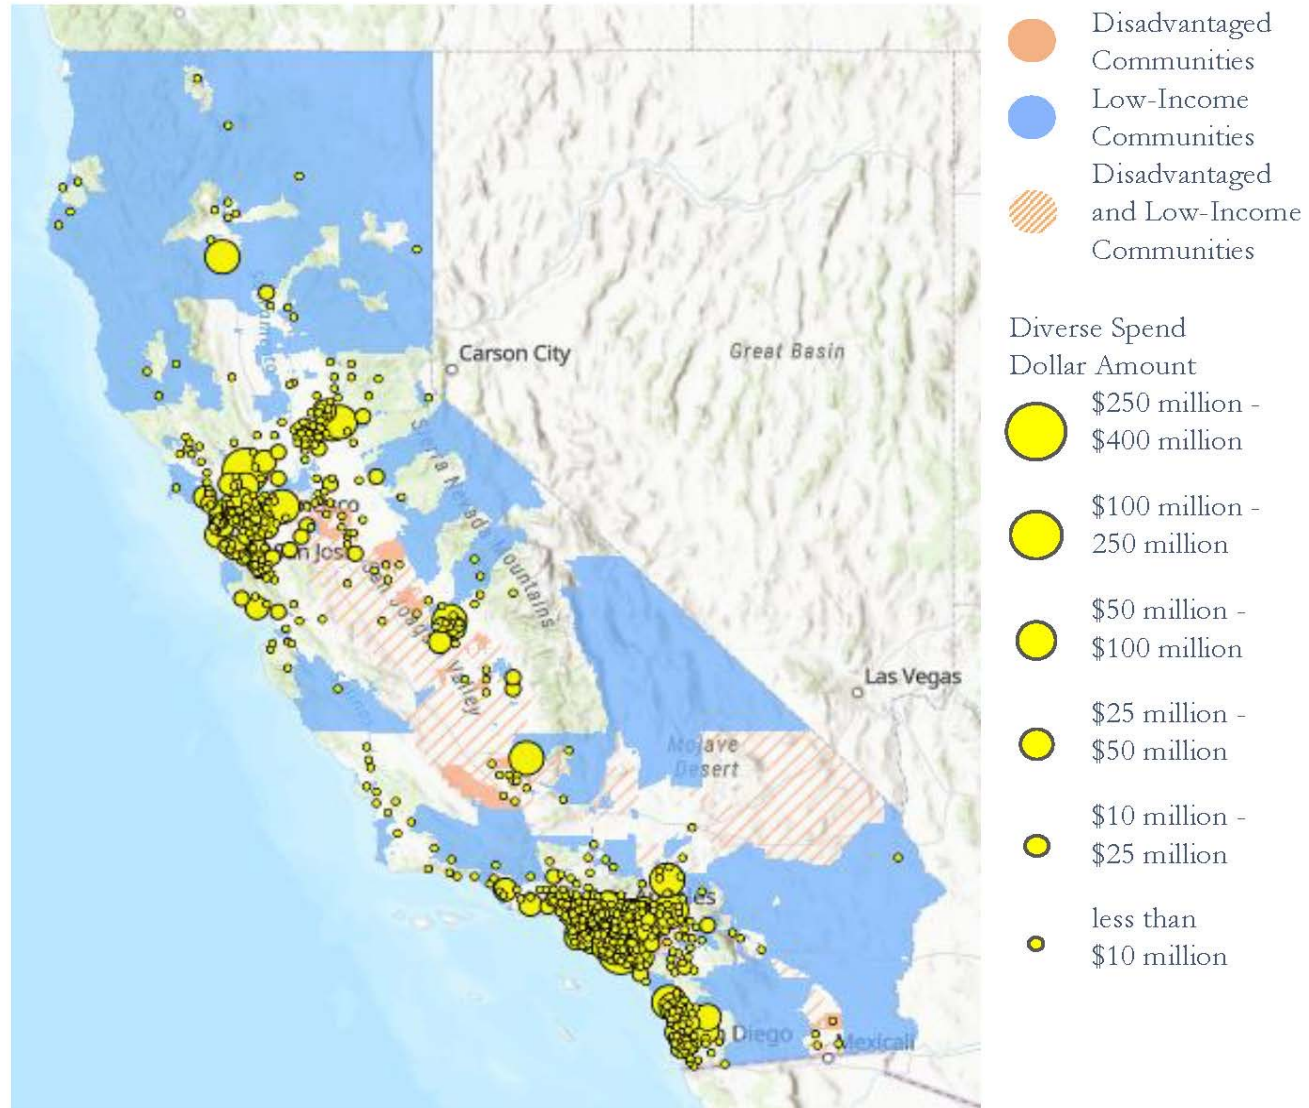 Disadvantaged
Communities
Low-Income
Communities
Disadvantaged
and Low-Income
Communities
Diverse Spend
Dollar Amount
$250 million -
$400 million
$100 million -
250 million
$50 million -
$100 million
$25 million -
$50 million
$10 million -
$25 million
less than
$10 million
Carson City
Great Basin
Sierra Nevada Mountains
San Jose
Valley
Las Vegas
Mojave
Desert
Diego
Mexicali